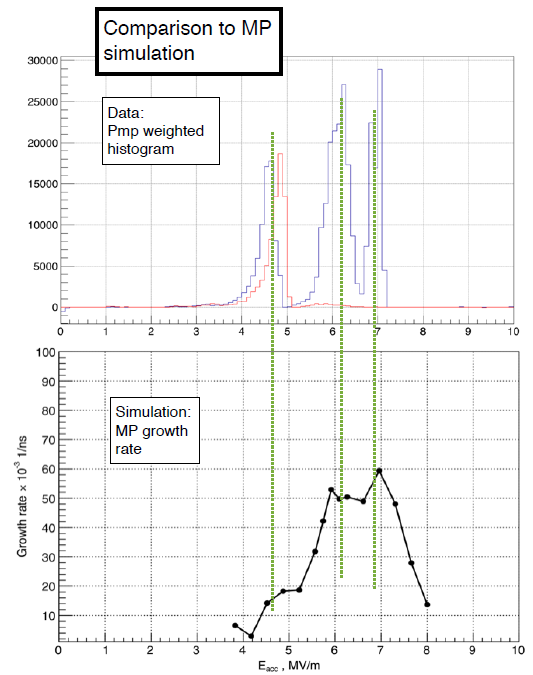 Comparison to MP
simulation
30000
25000
20000
15000
10000
5000
0
Data:
Pmp weighted
histogram
0 1 2 3 4 5 6 7 8 9 10
100
90
80
70
60
50
40
30
20
10
Simulation:
MP growth
rate
Growth rate × 10⁻³ 1/ns
0 1 2 3 4 5 6 7 8 9 10
Eacc , MV/m